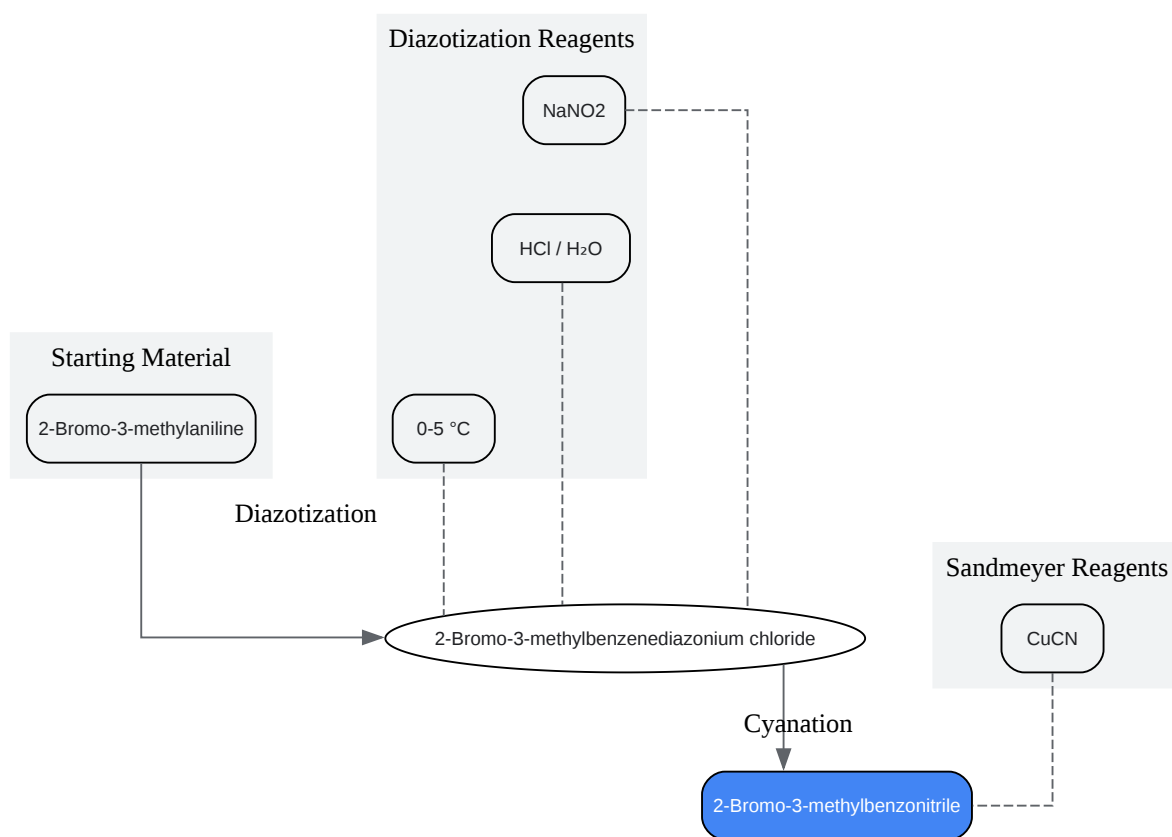 Diazotization Reagents
NaNO2
HCl / H₂O
Starting Material
2-Bromo-3-methylaniline
0-5 °C
Diazotization
Sandmeyer Reagents
2-Bromo-3-methylbenzenediazonium chloride
CuCN
Cyanation
2-Bromo-3-methylbenzonitrile